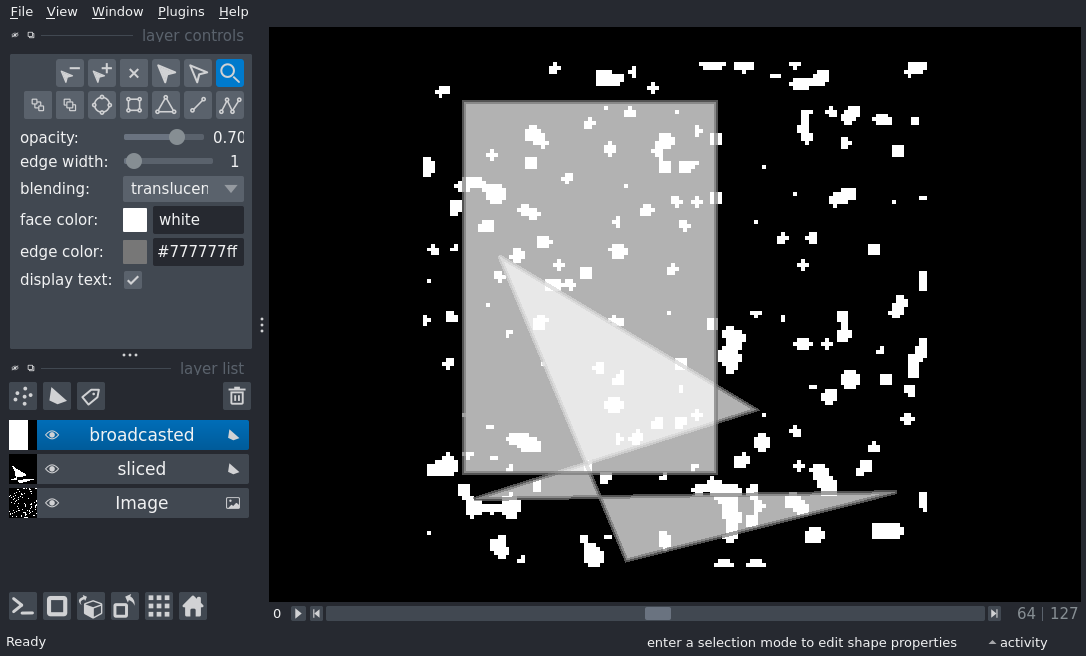 File View Window Plugins Help
layer controls
opacity: 0.70
edge width: 1
blending: translucen
face color: white
edge color: #777777ff
display text:
layer list
broadcasted
sliced
Image
0 64 | 127
Ready enter a selection mode to edit shape properties activity